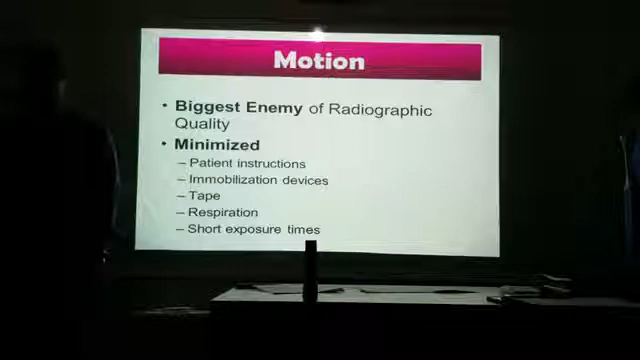 Motion
• Biggest Enemy of Radiographic
Quality
• Minimized
– Patient instructions
– Immobilization devices
– Tape
– Respiration
– Short exposure times